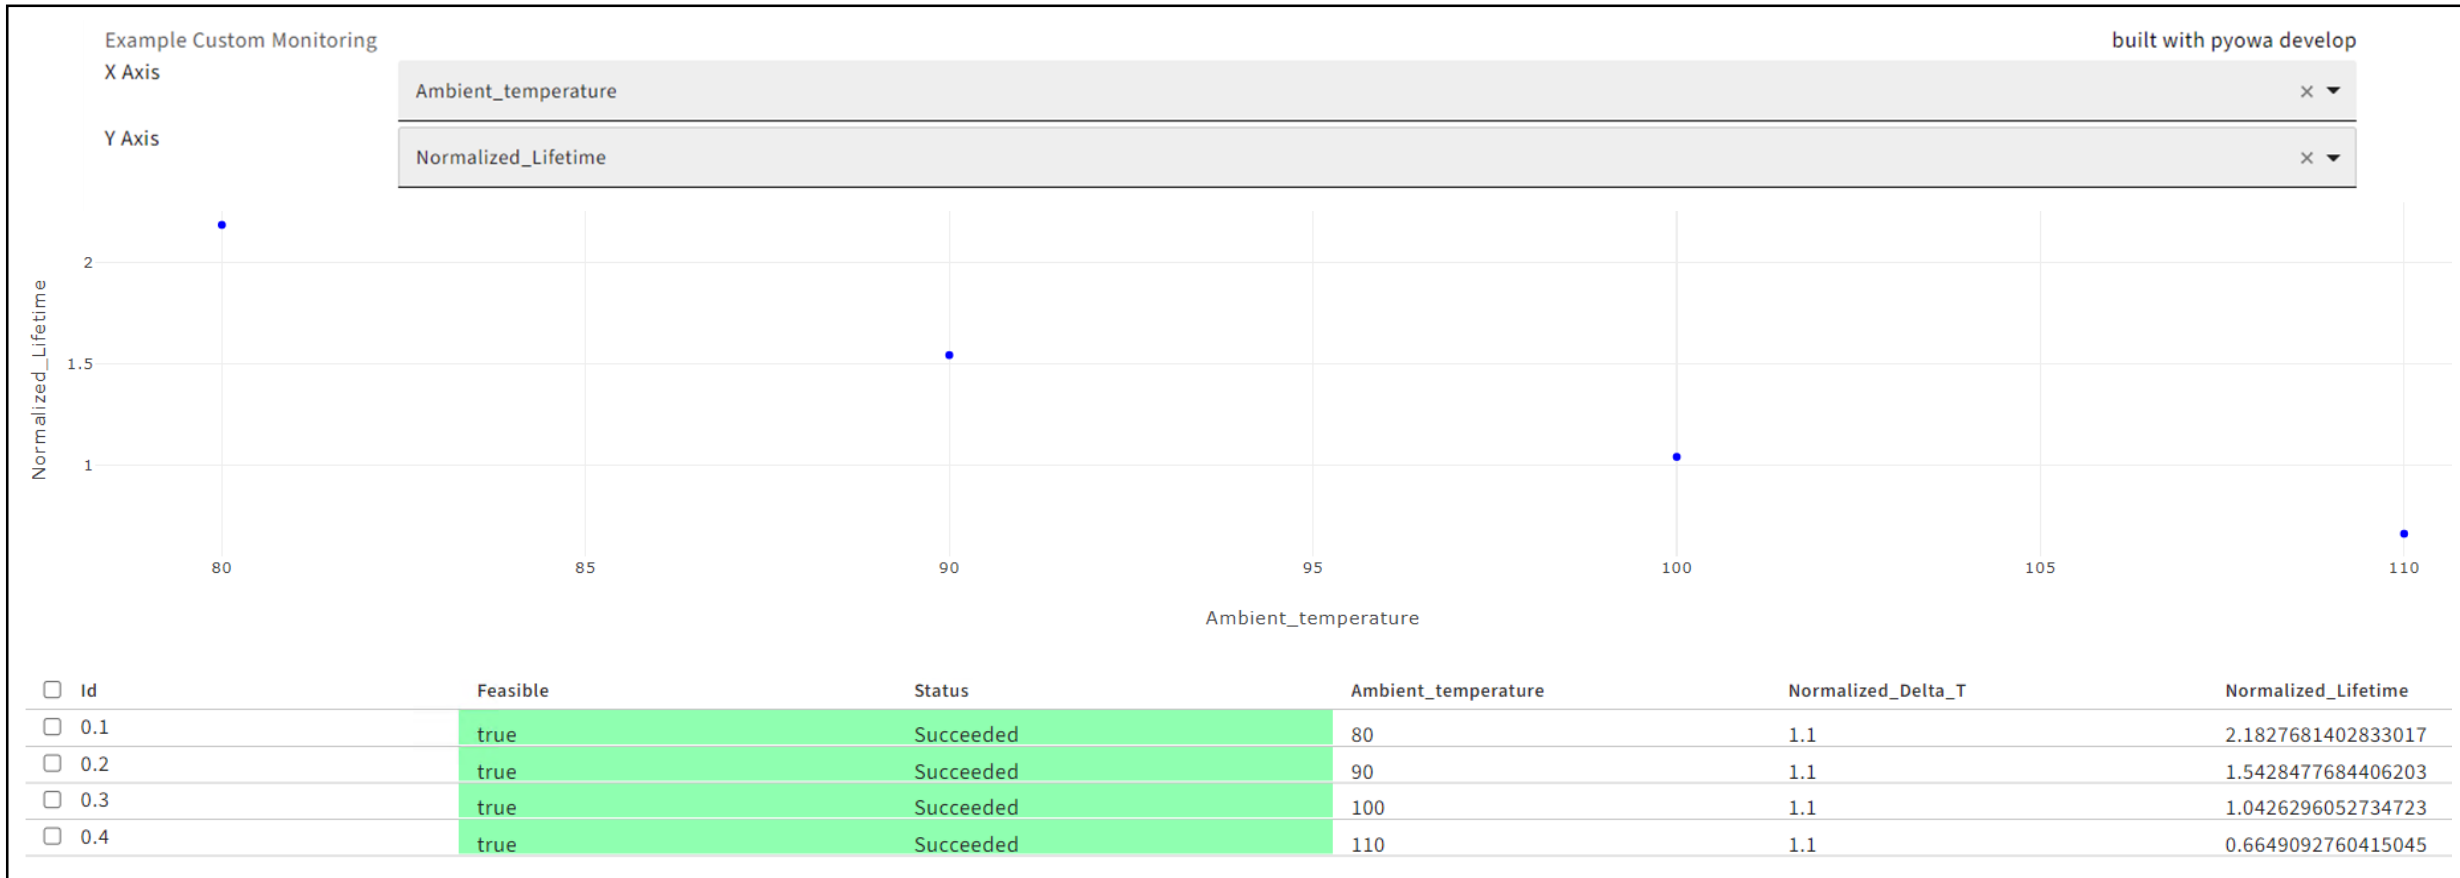 Example Custom Monitoring built with pyowa develop
X Axis Ambient_temperature
Y Axis Normalized_Lifetime
2
1.5
1
Normalized_Lifetime
80 85 90 95 100 105 110
Ambient_temperature
Id Feasible Status Ambient_temperature Normalized_Delta_T Normalized_Lifetime
0.1 true Succeeded 80 1.1 2.1827681402833017
0.2 true Succeeded 90 1.1 1.5428477684406203
0.3 true Succeeded 100 1.1 1.0426296052734723
0.4 true Succeeded 110 1.1 0.6649092760415045